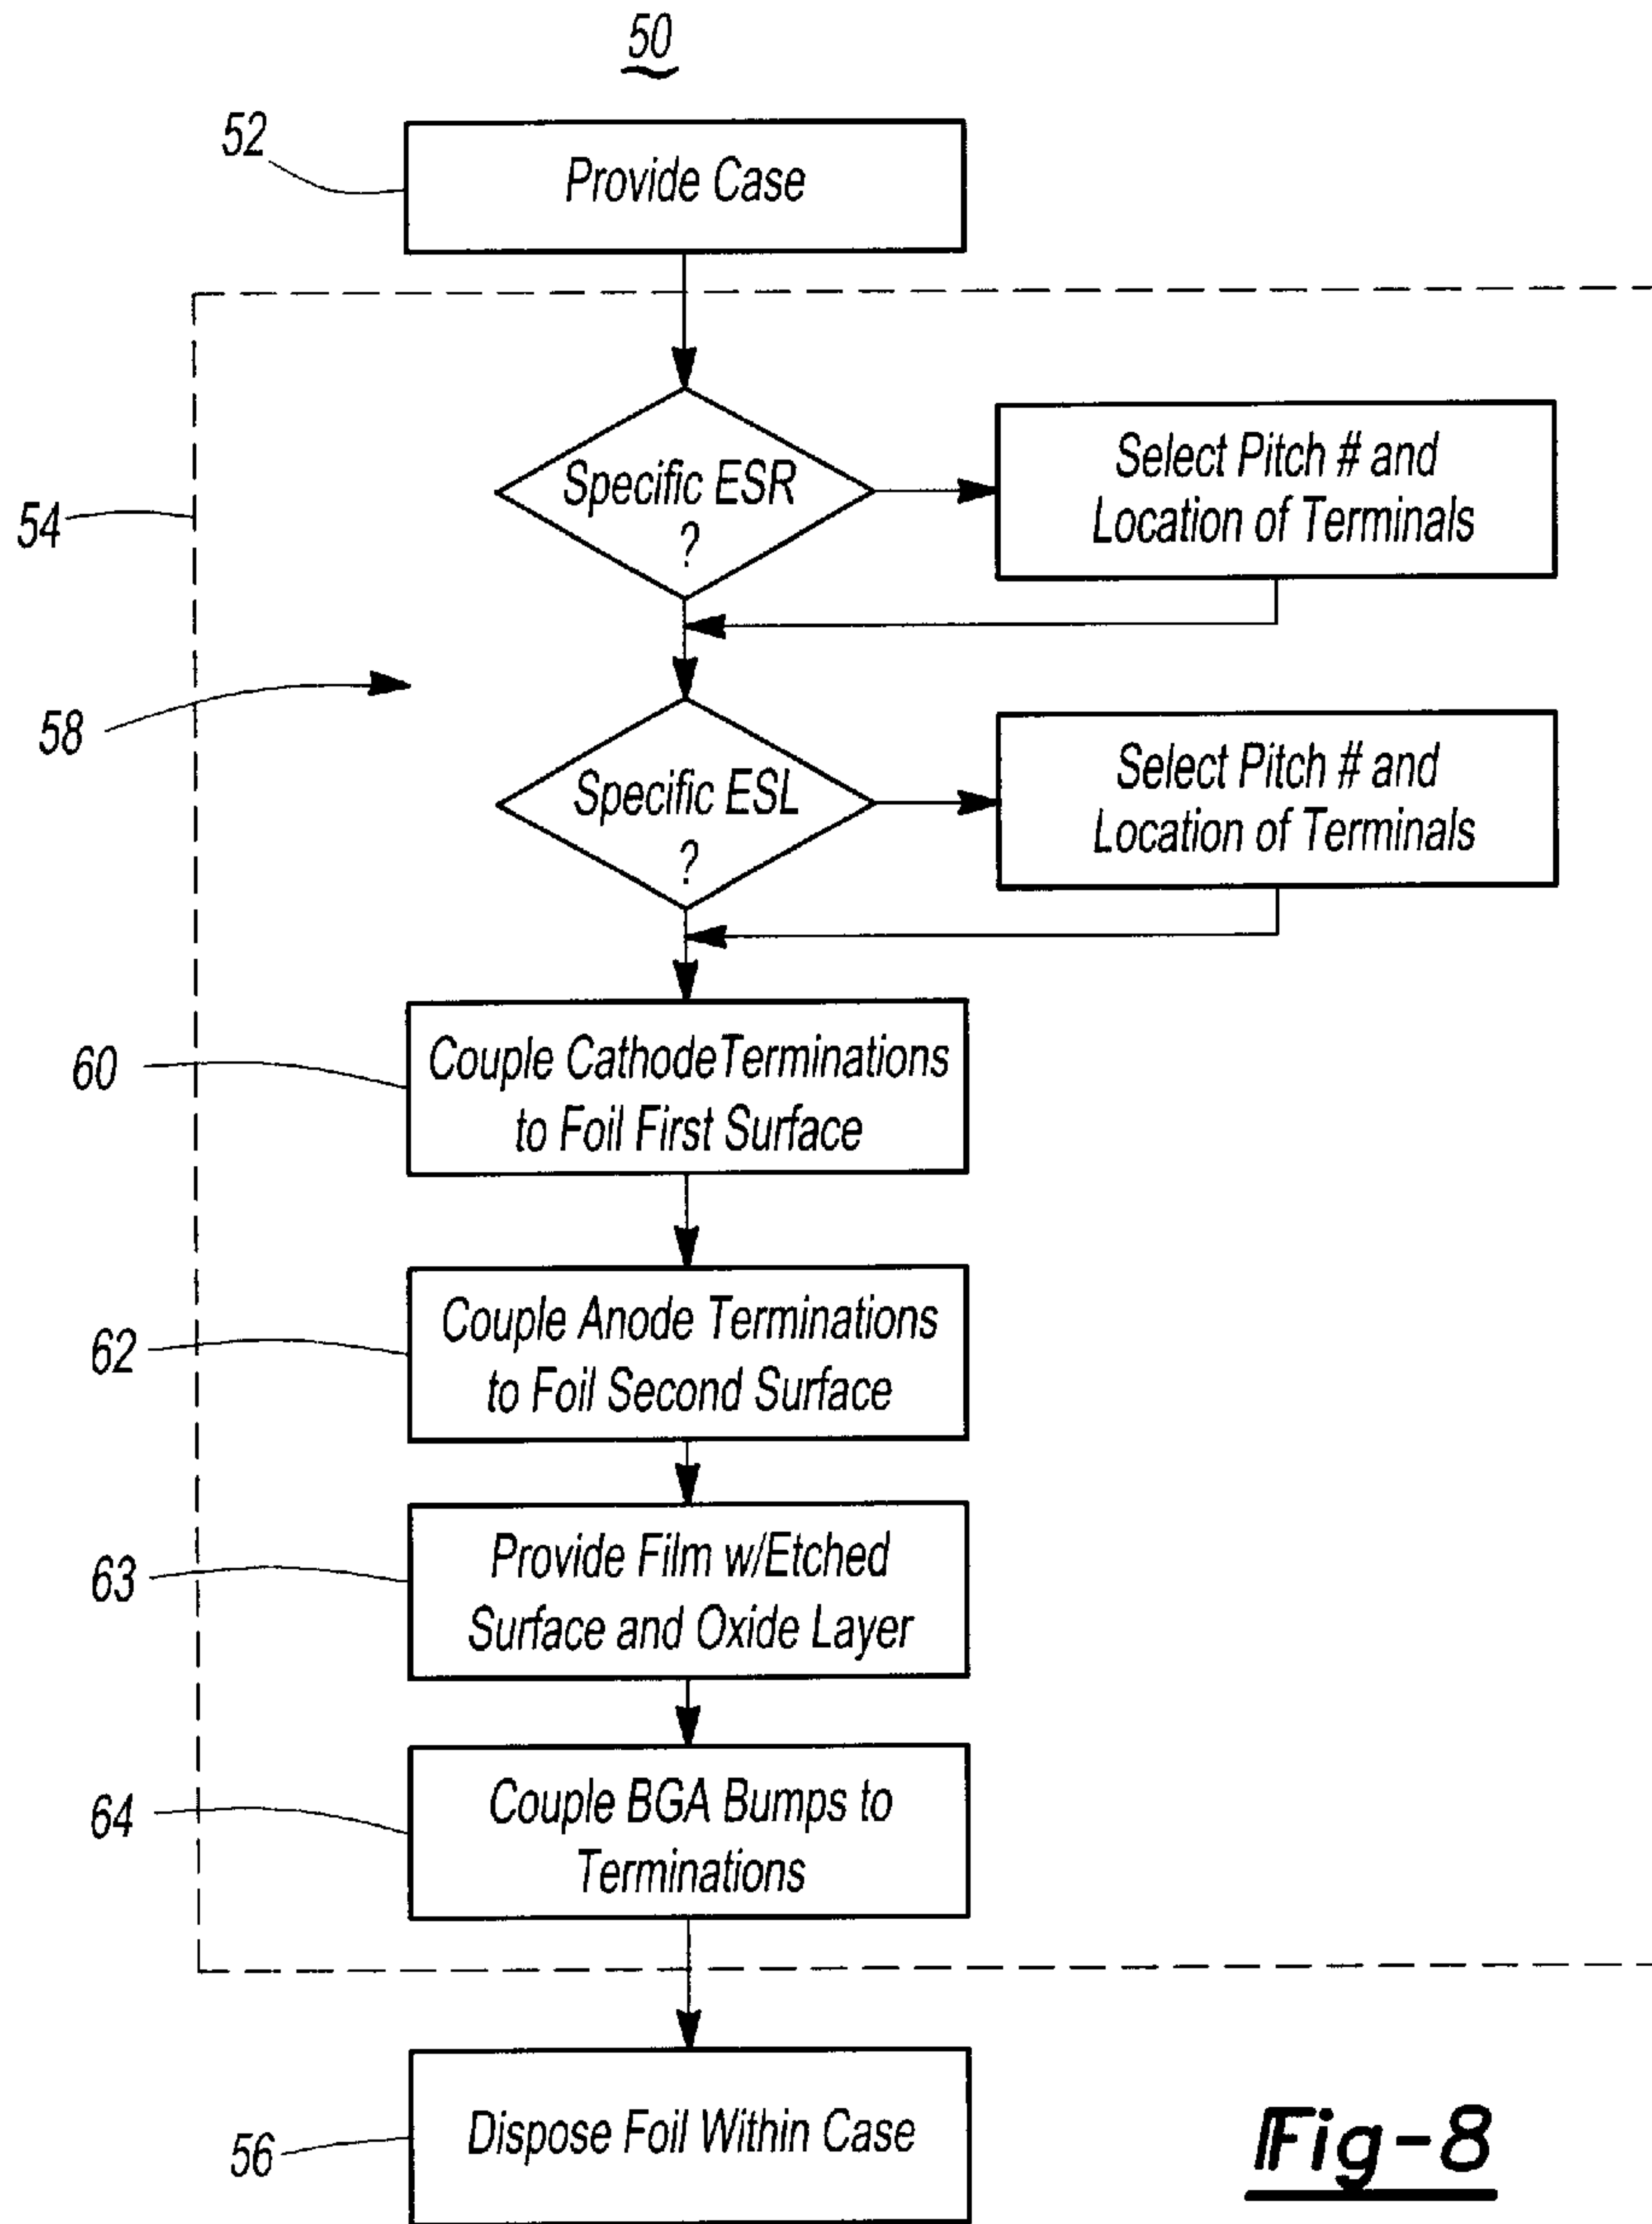 50
52
Provide Case
54
Specific ESR
?
Select Pitch # and
Location of Terminals
58
Specific ESL
?
Select Pitch # and
Location of Terminals
60
Couple Cathode Terminations
to Foil First Surface
62
Couple Anode Terminations
to Foil Second Surface
63
Provide Film w/Etched
Surface and Oxide Layer
64
Couple BGA Bumps to
Terminations
56
Dispose Foil Within Case
Fig-8